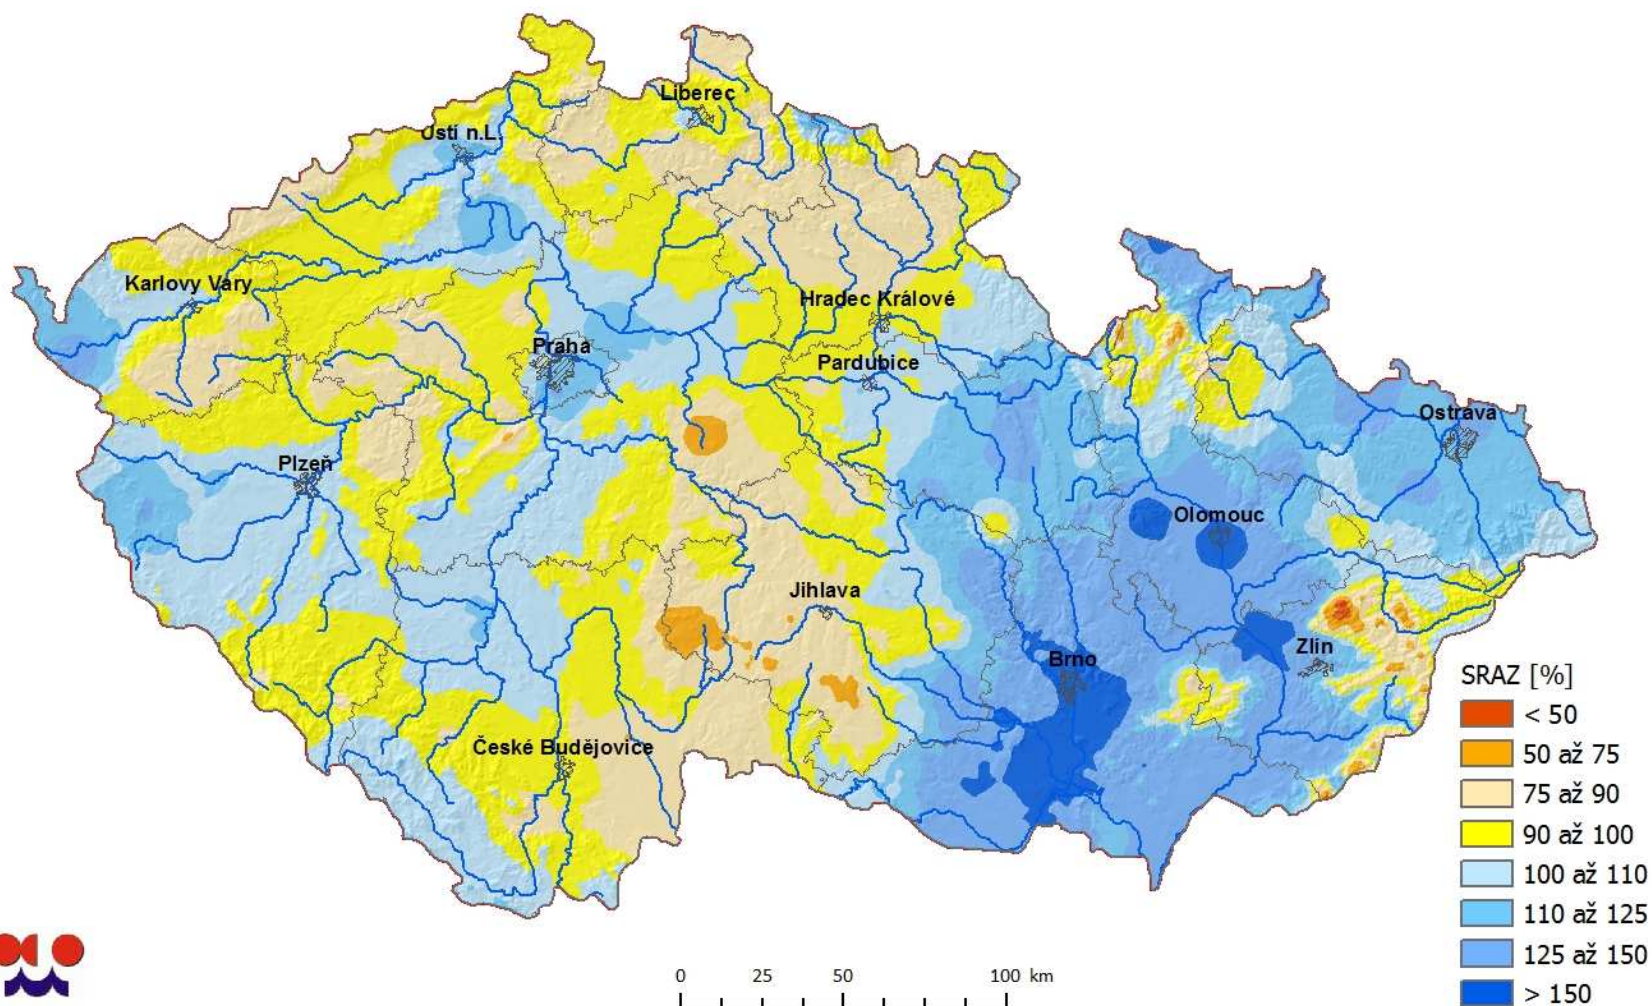 Liberec
Ústí n.L.
Karlovy Vary
Hradec Králové
Praha
Pardubice
Ostrava
Plzeň
Olomouc
Jihlava
Zlín
Brno
České Budějovice
SRAZ [%]
< 50
50 až 75
75 až 90
90 až 100
100 až 110
110 až 125
125 až 150
> 150
0 25 50 100 km